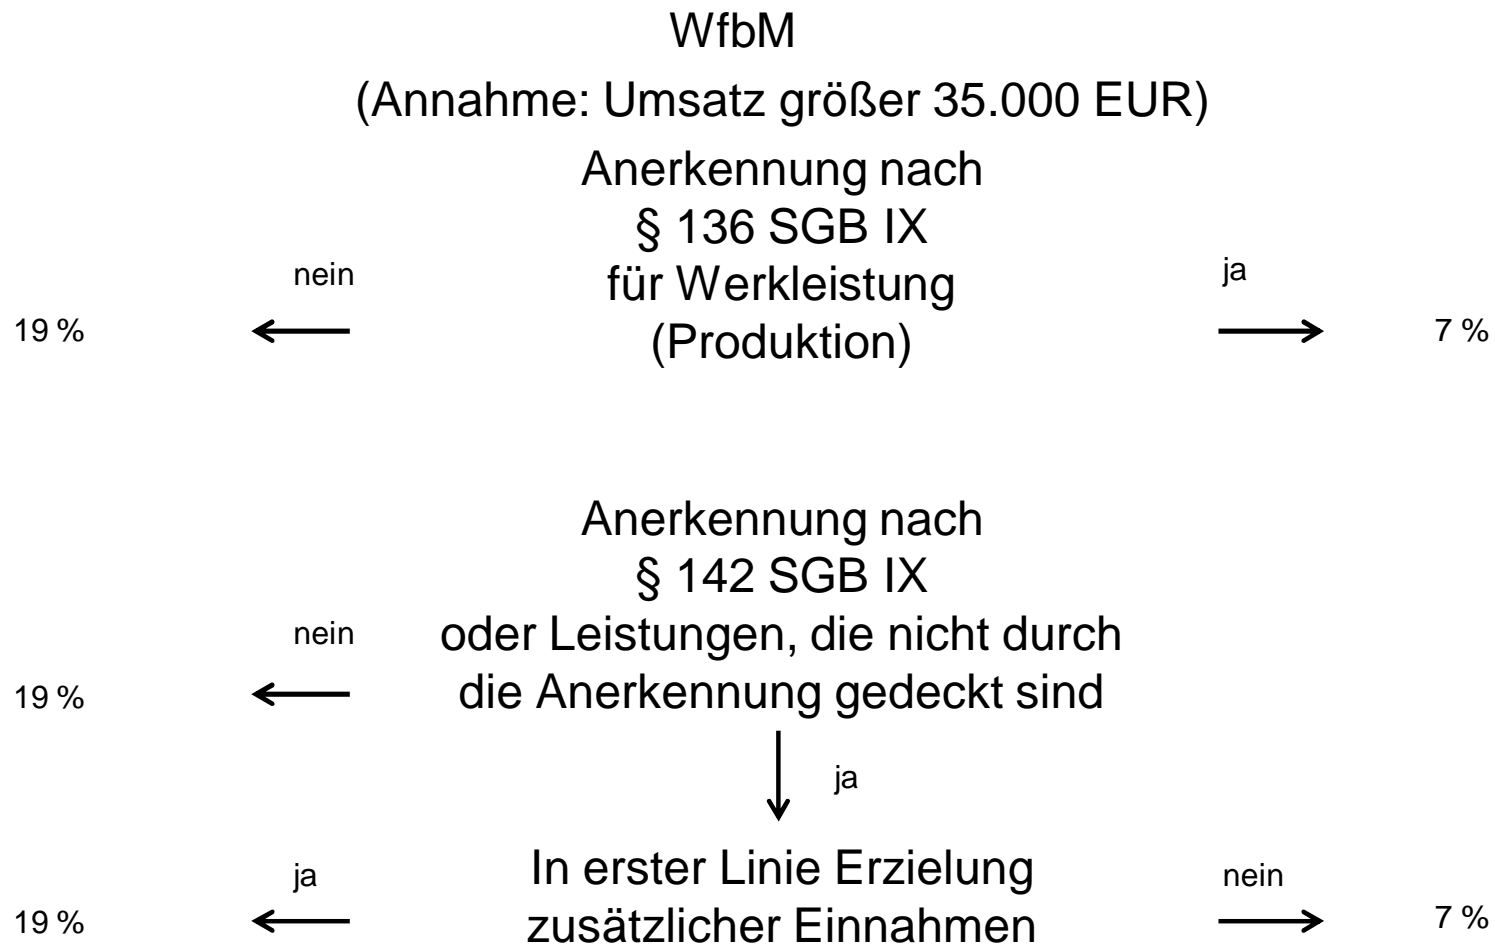 WfbM
(Annahme: Umsatz größer 35.000 EUR)
Anerkennung nach
§ 136 SGB IX
nein
für Werkleistung
ja
19 %
(Produktion)
7 %
Anerkennung nach
§ 142 SGB IX
nein
oder Leistungen, die nicht durch
19 %
die Anerkennung gedeckt sind
ja
ja
In erster Linie Erzielung
nein
19 %
zusätzlicher Einnahmen
7 %